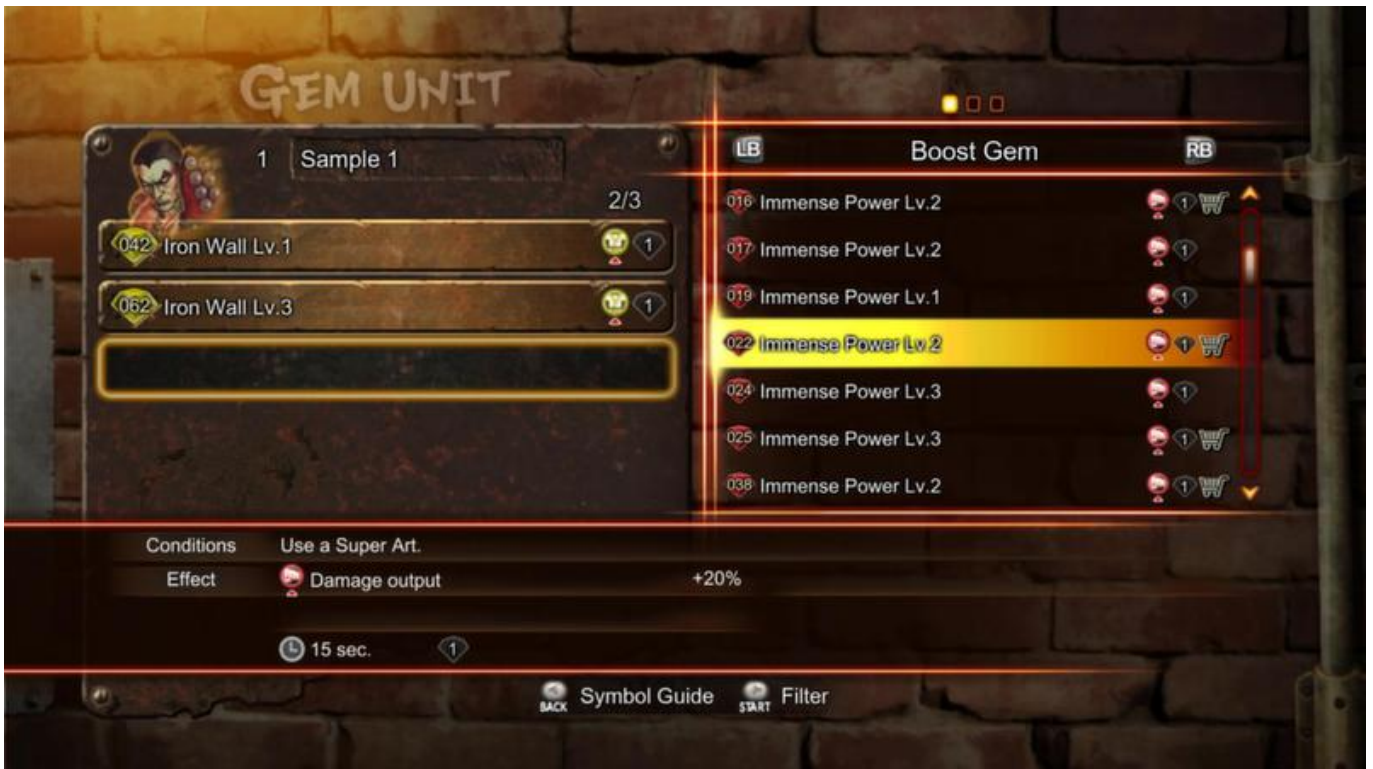 GEM UNIT
1 Sample 1
2/3
042 Iron Wall Lv.1 1
062 Iron Wall Lv.3 1
LB Boost Gem RB
016 Immense Power Lv.2 1
017 Immense Power Lv.2 1
019 Immense Power Lv.1 1
022 Immense Power Lv.2 1
024 Immense Power Lv.3 1
025 Immense Power Lv.3 1
038 Immense Power Lv.2 1
Conditions Use a Super Art.
Effect Damage output +20%
15 sec. 1
BACK Symbol Guide START Filter